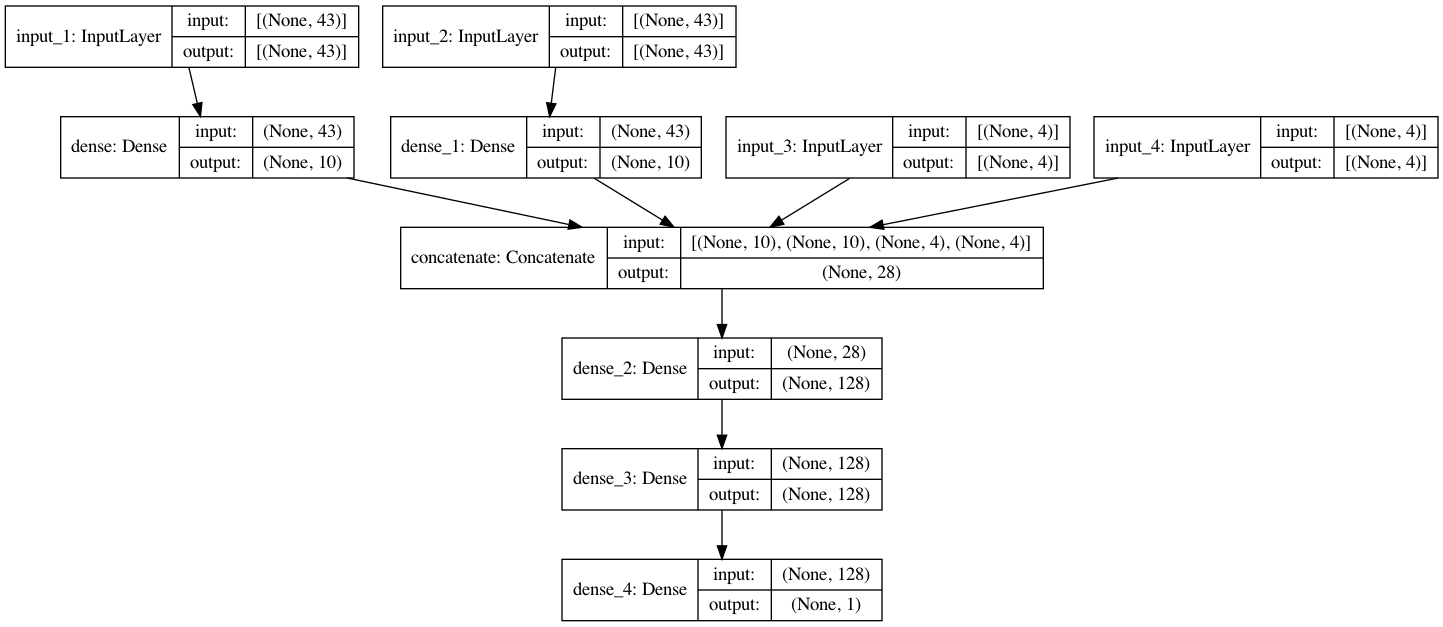 input_1: InputLayer
input:
[(None, 43)]
output:
[(None, 43)]
input_2: InputLayer
input:
[(None, 43)]
output:
[(None, 43)]
dense: Dense
input:
(None, 43)
output:
(None, 10)
dense_1: Dense
input:
(None, 43)
output:
(None, 10)
input_3: InputLayer
input:
[(None, 4)]
output:
[(None, 4)]
input_4: InputLayer
input:
[(None, 4)]
output:
[(None, 4)]
concatenate: Concatenate
input:
[(None, 10), (None, 10), (None, 4), (None, 4)]
output:
(None, 28)
dense_2: Dense
input:
(None, 28)
output:
(None, 128)
dense_3: Dense
input:
(None, 128)
output:
(None, 128)
dense_4: Dense
input:
(None, 128)
output:
(None, 1)